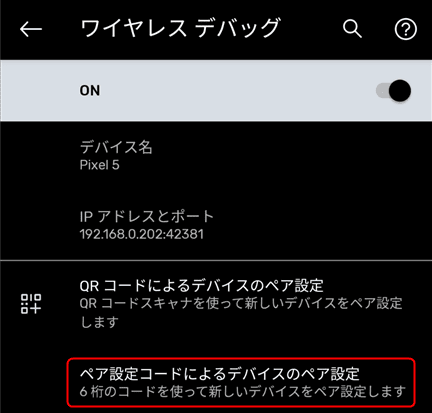 ワイヤレス デバッグ
ON
デバイス名
Pixel 5
IP アドレスとポート
192.168.0.202:42381
QR コードによるデバイスのペア設定
QR コードスキャナを使って新しいデバイスをペア設定
します
ペア設定コードによるデバイスのペア設定
6 桁のコードを使って新しいデバイスをペア設定します